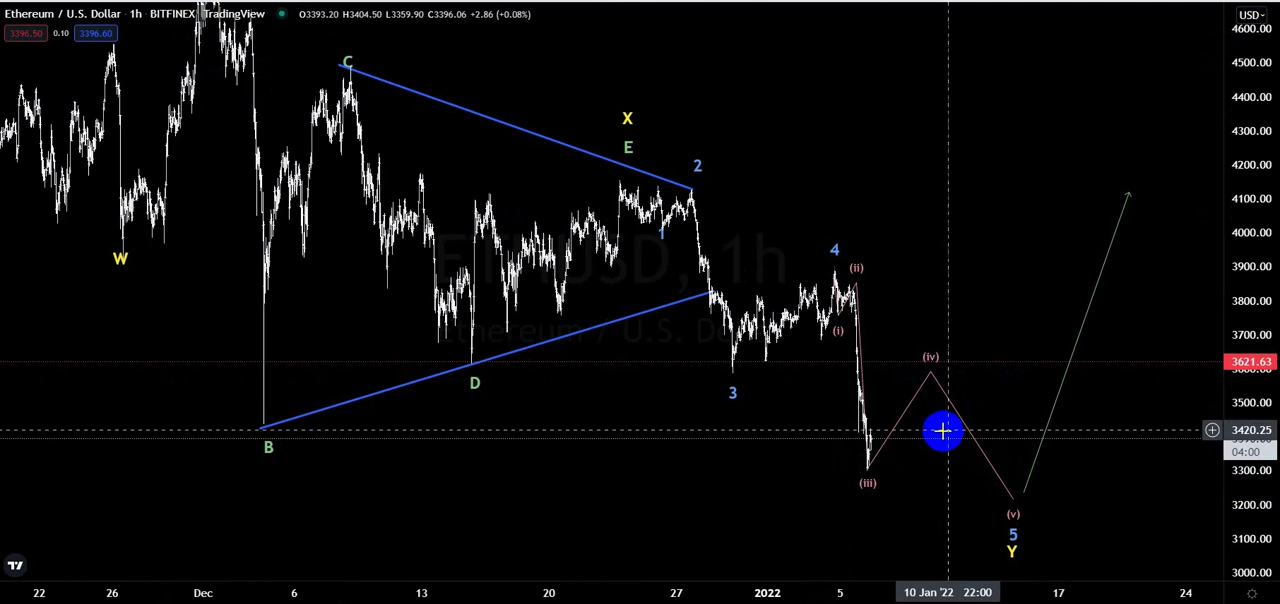 Ethereum / U.S. Dollar · 1h · BITFINEX · TradingView O3393.20 H3404.50 L3359.90 C3396.06 +2.86 (+0.08%)
3396.50 0.10 3396.60
USD
4600.00
4500.00
4400.00
4300.00
4200.00
4100.00
4000.00
3900.00
3800.00
3700.00
3621.63
3500.00
3420.25
04:00
3300.00
3200.00
3100.00
3000.00
C
X
E
2
1
W
4
(ii)
(i)
ETHUSD, 1h
Ethereum / U.S. Dollar
(iv)
D
3
B
(iii)
(v)
5
Y
22 26 Dec 6 13 20 27 2022 5 10 Jan '22 22:00 17 24